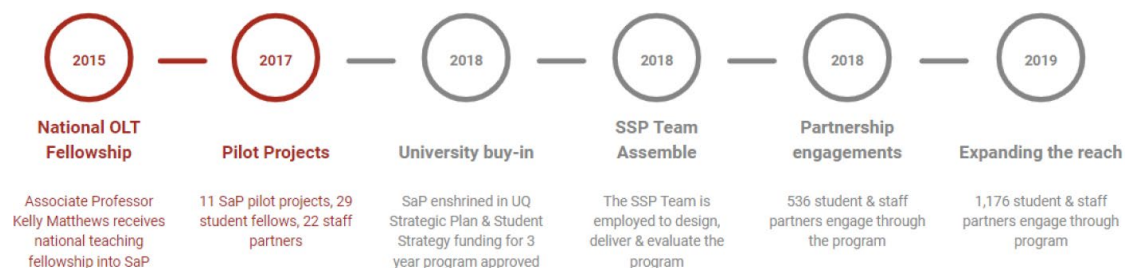 2015
National OLT
Fellowship
Associate Professor
Kelly Matthews receives
national teaching
fellowship into SaP
2017
Pilot Projects
11 SaP pilot projects, 29
student fellows, 22 staff
partners
2018
University buy-in
SaP enshrined in UQ
Strategic Plan & Student
Strategy funding for 3
year program approved
2018
SSP Team
Assemble
The SSP Team is
employed to design,
deliver & evaluate the
program
2018
Partnership
engagements
536 student & staff
partners engage through
the program
2019
Expanding the reach
1,176 student & staff
partners engage through
program